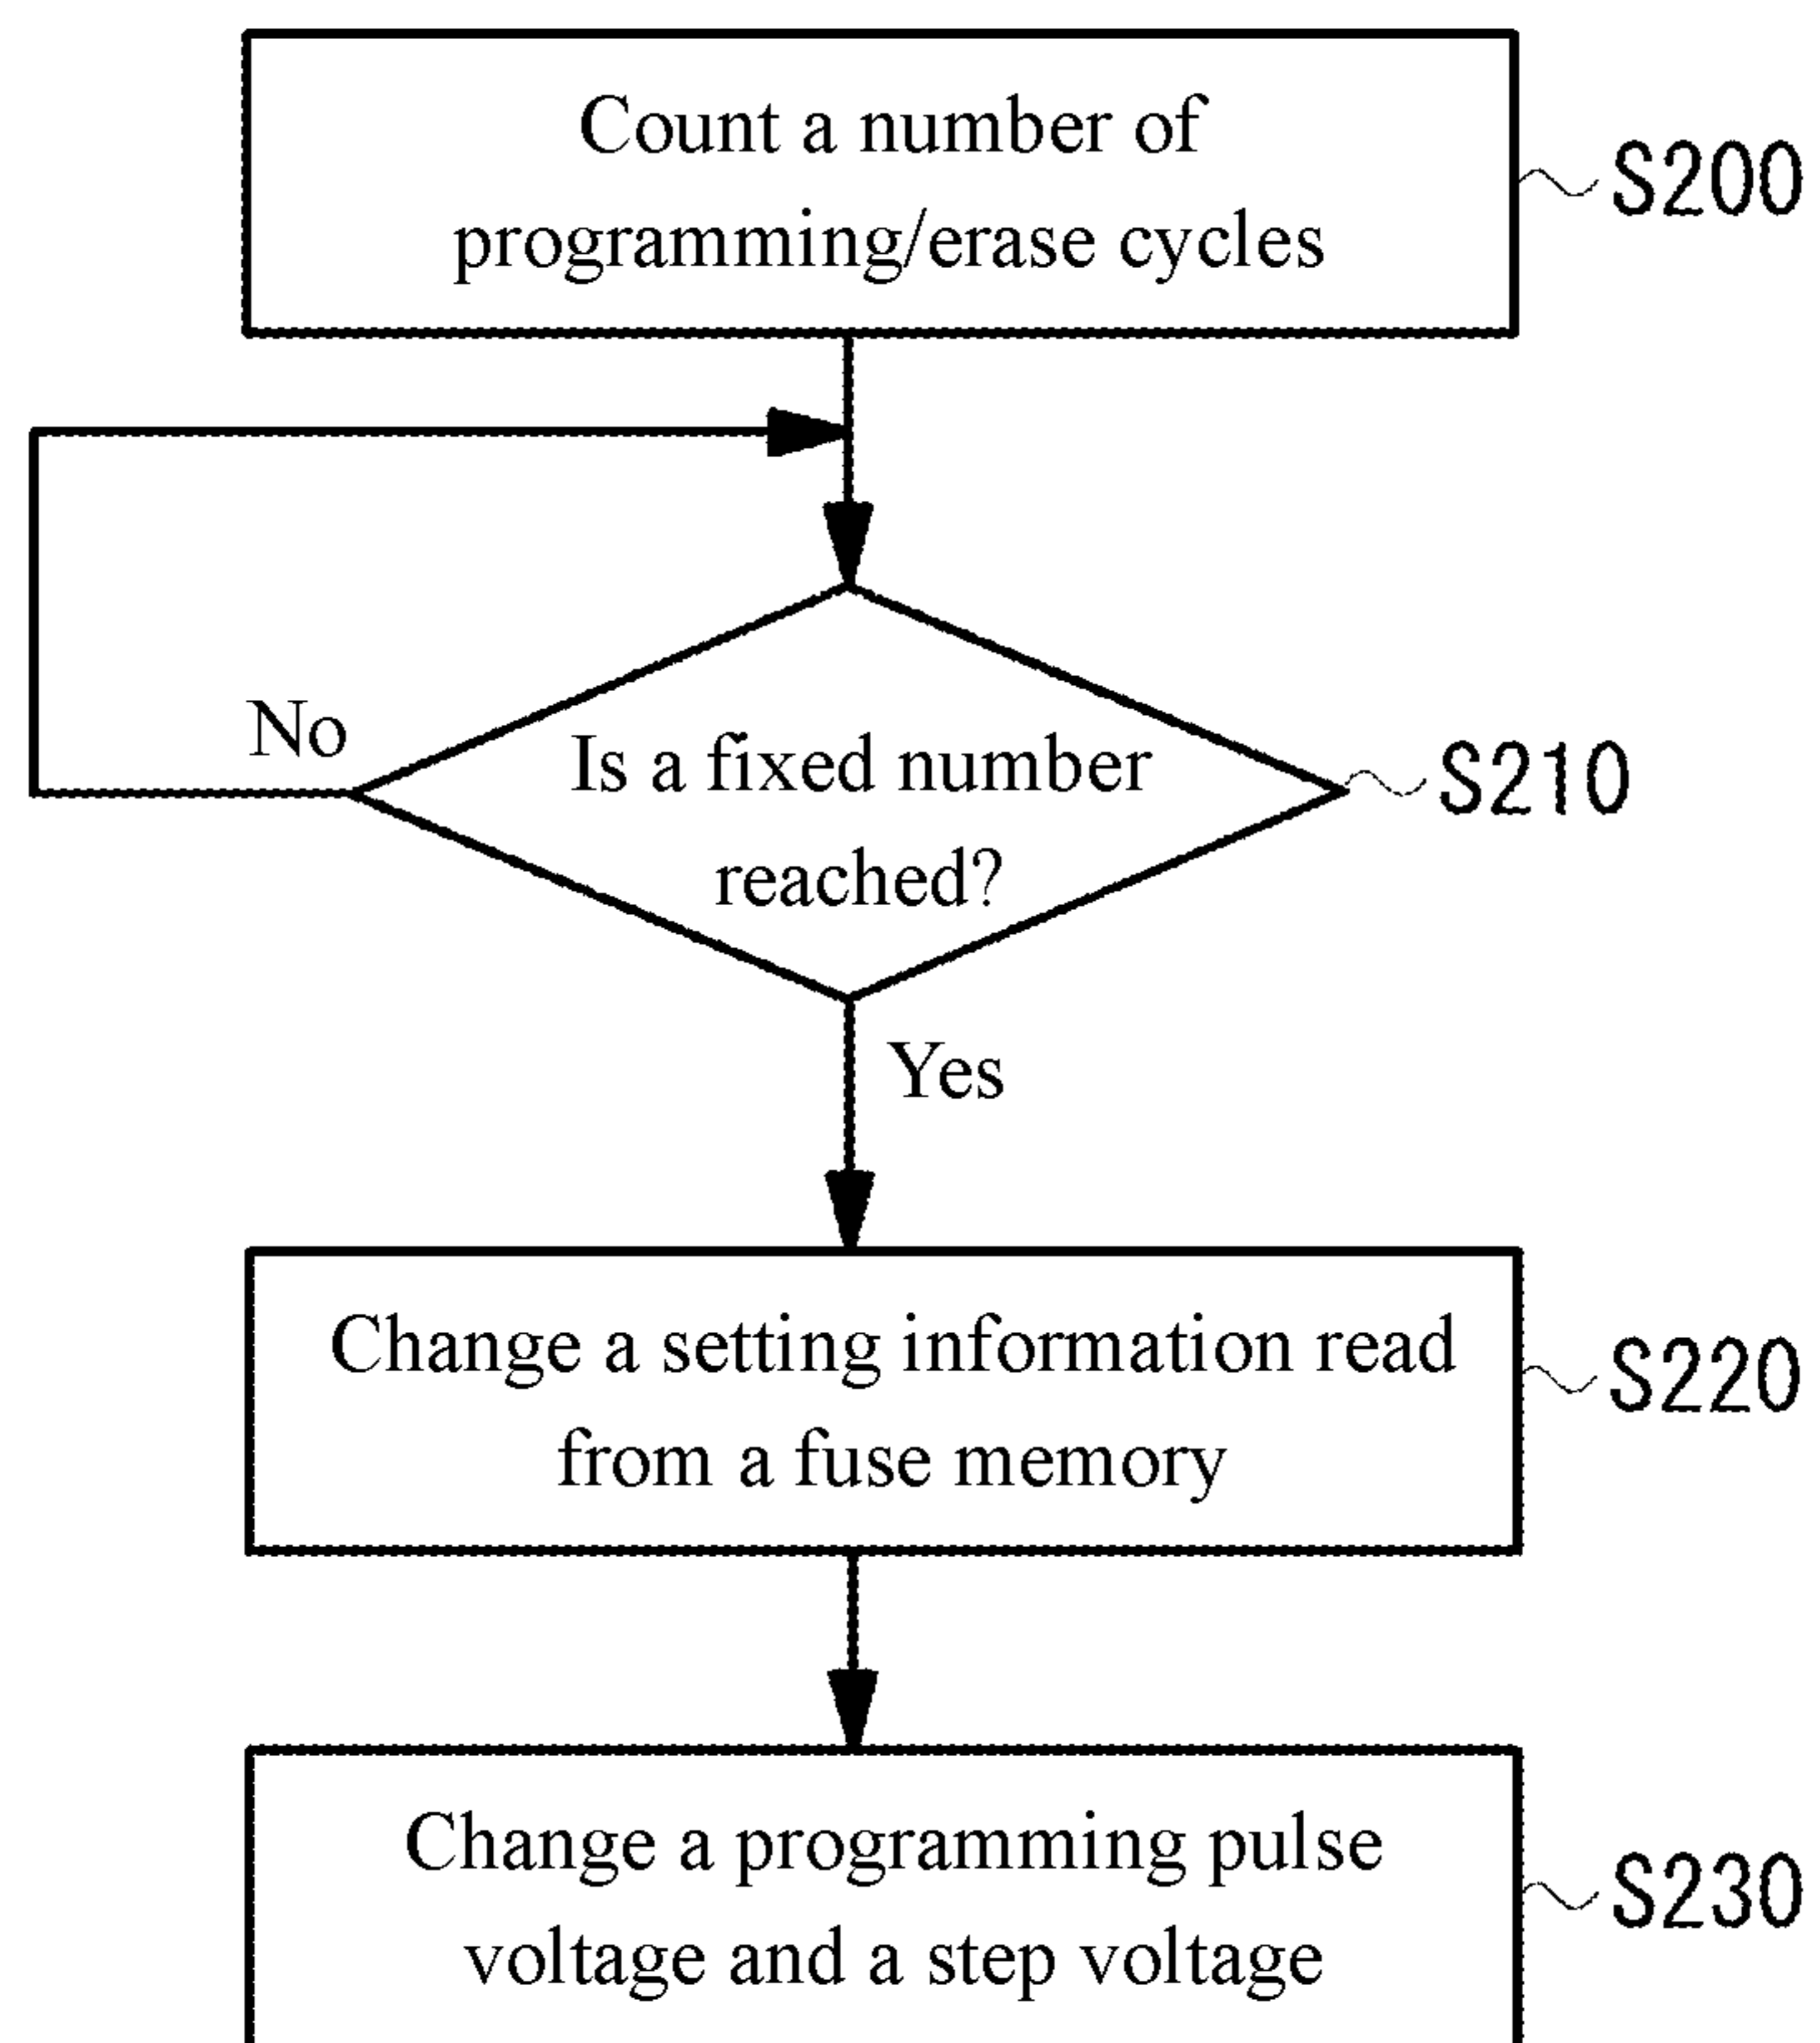 Count a number of
programming/erase cycles
S200
No
Is a fixed number
reached?
S210
Yes
Change a setting information read
from a fuse memory
S220
Change a programming pulse
voltage and a step voltage
S230